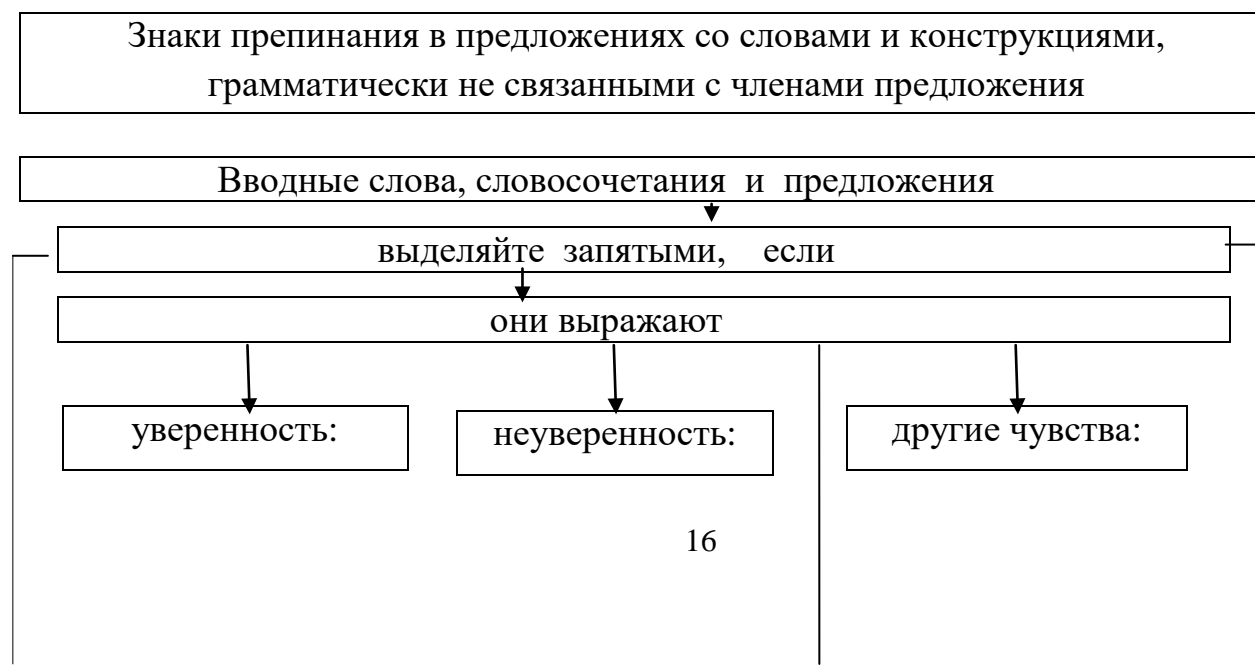 Знаки препинания в предложениях со словами и конструкциями,
грамматически не связанными с членами предложения
Вводные слова, словосочетания и предложения
выделяйте запятыми, если
они выражают
уверенность:
неуверенность:
другие чувства:
16